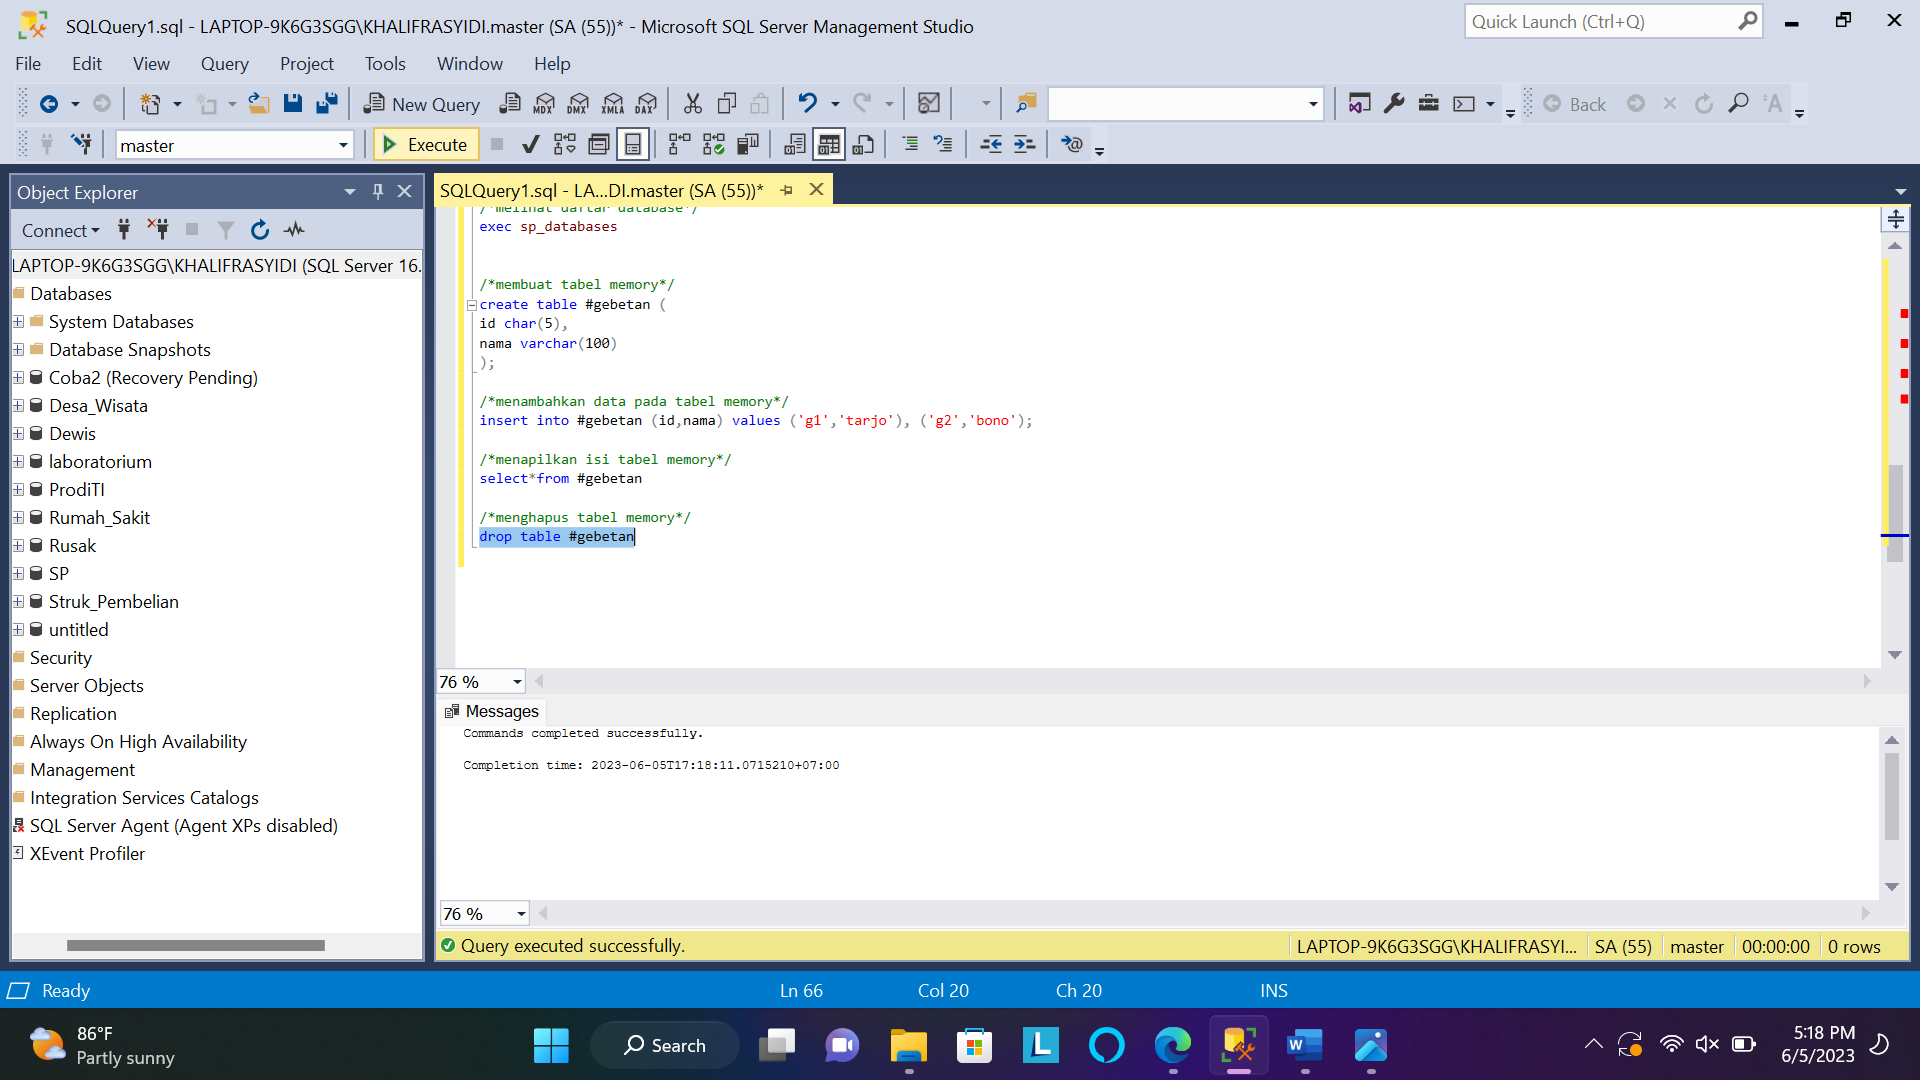 SQLQuery1.sql - LAPTOP-9K6G3SGG\KHALIFRASYIDI.master (SA (55))* - Microsoft SQL Server Management Studio
Quick Launch (Ctrl+Q)
File Edit View Query Project Tools Window Help
New Query MDX DMX XMLA DAX Back
master Execute
Object Explorer
SQLQuery1.sql - LA...DI.master (SA (55))*
Connect
LAPTOP-9K6G3SGG\KHALIFRASYIDI (SQL Server 16.
Databases
System Databases
Database Snapshots
Coba2 (Recovery Pending)
Desa_Wisata
Dewis
laboratorium
ProdiTI
Rumah_Sakit
Rusak
SP
Struk_Pembelian
untitled
Security
Server Objects
Replication
Always On High Availability
Management
Integration Services Catalogs
SQL Server Agent (Agent XPs disabled)
XEvent Profiler
/*melihat daftar database*/
exec sp_databases
/*membuat tabel memory*/
create table #gebetan (
id char(5),
nama varchar(100)
);
/*menambahkan data pada tabel memory*/
insert into #gebetan (id,nama) values ('g1','tarjo'), ('g2','bono');
/*menapilkan isi tabel memory*/
select*from #gebetan
/*menghapus tabel memory*/
drop table #gebetan
76 %
Messages
Commands completed successfully.
Completion time: 2023-06-05T17:18:11.0715210+07:00
76 %
Query executed successfully.
LAPTOP-9K6G3SGG\KHALIFRASYI... SA (55) master 00:00:00 0 rows
Ready Ln 66 Col 20 Ch 20 INS
86°F
Partly sunny
Search
L
W
5:18 PM
6/5/2023